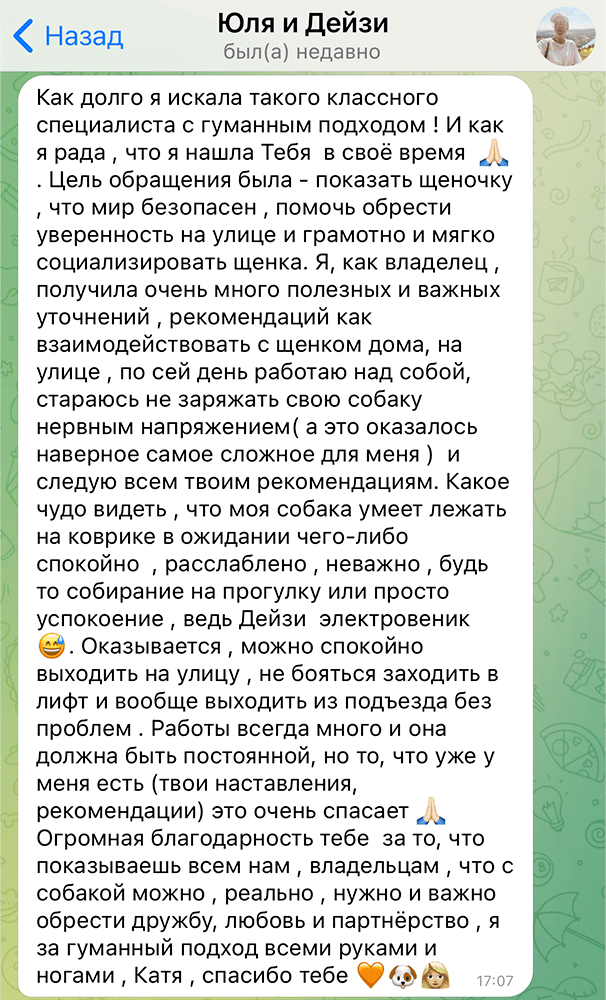 Назад
Юля и Дейзи
был(а) недавно
Как долго я искала такого классного
специалиста с гуманным подходом ! И как
я рада , что я нашла Тебя  в своё время 🙏🏻
. Цель обращения была - показать щеночку
, что мир безопасен , помочь обрести
уверенность на улице и грамотно и мягко
социализировать щенка. Я, как владелец ,
получила очень много полезных и важных
уточнений , рекомендаций как
взаимодействовать с щенком дома, на
улице , по сей день работаю над собой,
стараюсь не заряжать свою собаку
нервным напряжением( а это оказалось
наверное самое сложное для меня )  и
следую всем твоим рекомендациям. Какое
чудо видеть , что моя собака умеет лежать
на коврике в ожидании чего-либо
спокойно  , расслаблено , неважно , будь
то собирание на прогулку или просто
успокоение , ведь Дейзи  электровеник
😅. Оказывается , можно спокойно
выходить на улицу , не бояться заходить в
лифт и вообще выходить из подъезда без
проблем . Работы всегда много и она
должна быть постоянной, но то, что уже у
меня есть (твои наставления,
рекомендации) это очень спасает 🙏🏻
Огромная благодарность тебе  за то, что
показываешь всем нам , владельцам , что с
собакой можно , реально , нужно и важно
обрести дружбу, любовь и партнёрство , я
за гуманный подход всеми руками и
ногами , Катя , спасибо тебе 🧡🐶👩🏼
17:07